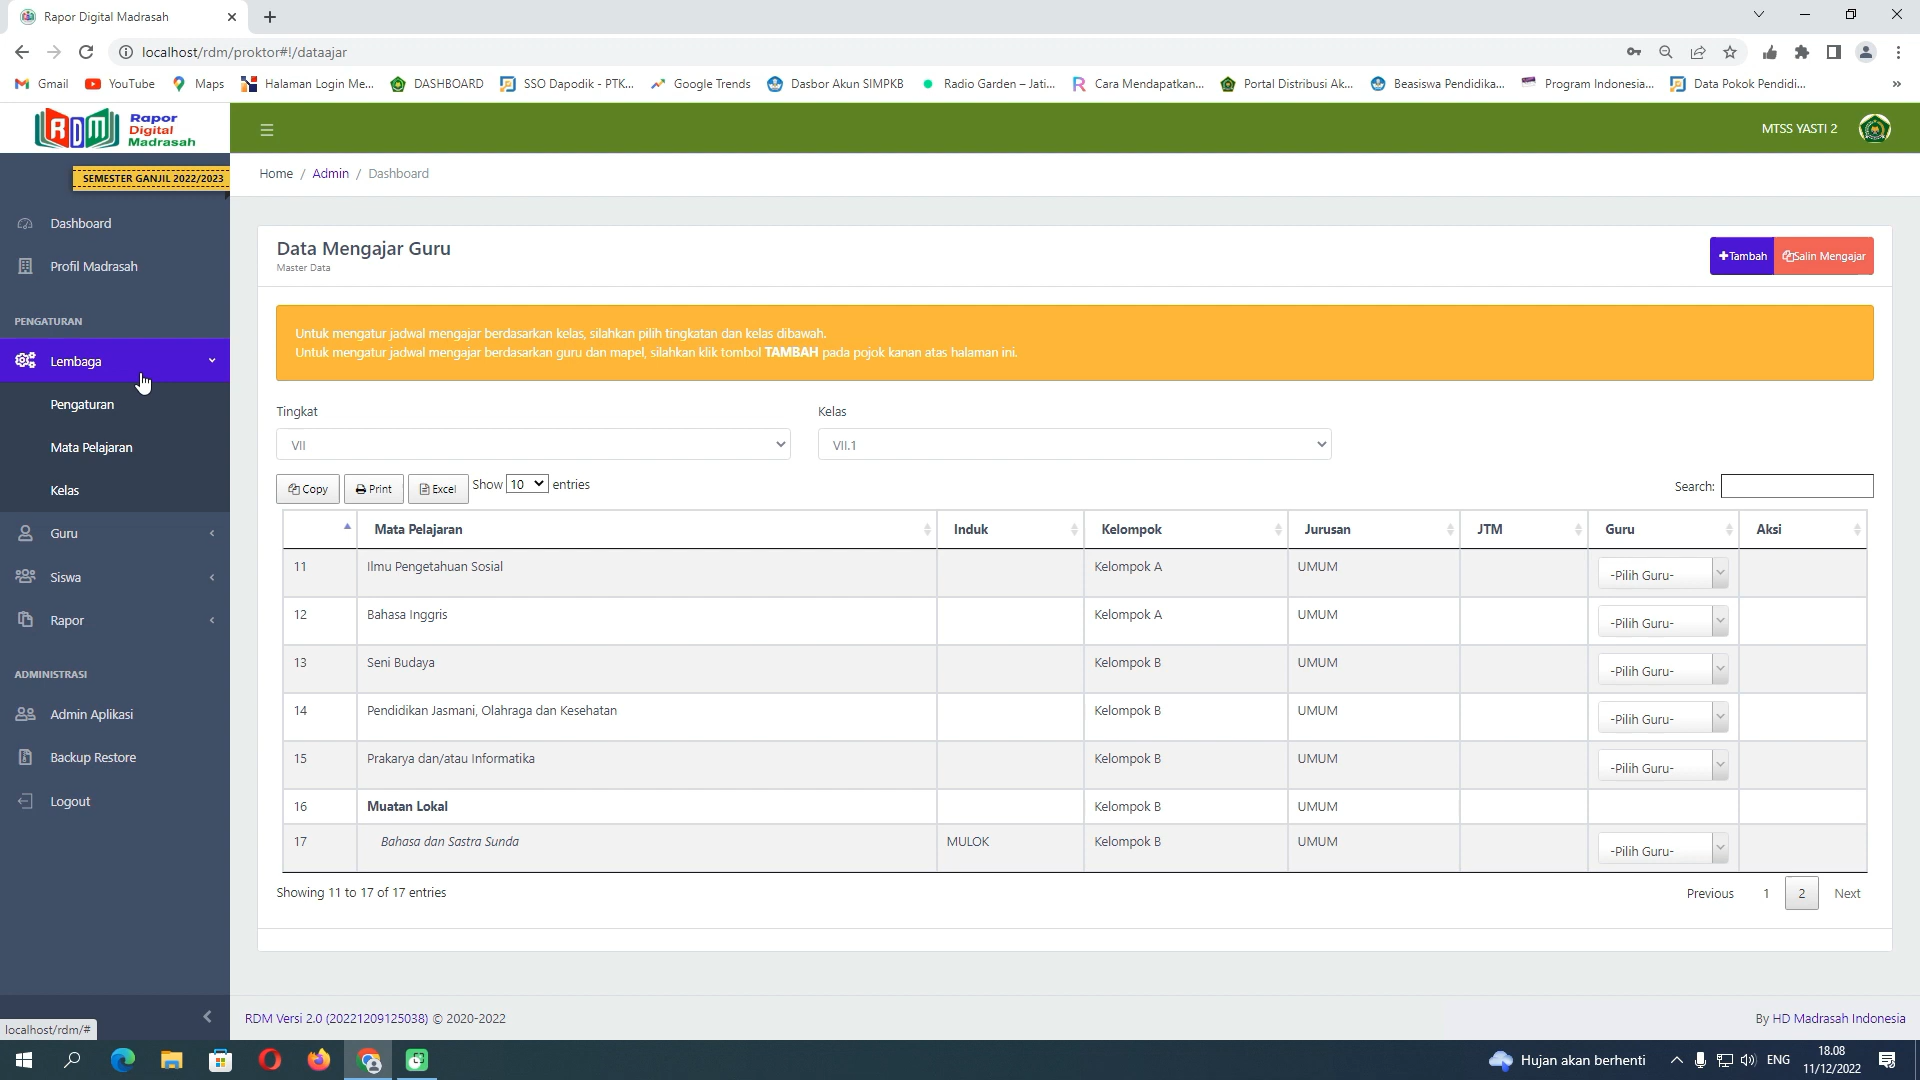 Rapor Digital Madrasah
localhost/rdm/proktor#!/dataajar
Gmail YouTube Maps Halaman Login Me... DASHBOARD SSO Dapodik - PTK... Google Trends Dasbor Akun SIMPKB Radio Garden – Jati... Cara Mendapatkan... Portal Distribusi Ak... Beasiswa Pendidika... Program Indonesia... Data Pokok Pendidi... »
RDM Rapor
Digital
Madrasah
MTSS YASTI 2
SEMESTER GANJIL 2022/2023
Home / Admin / Dashboard
Dashboard
Profil Madrasah
PENGATURAN
Lembaga
Pengaturan
Mata Pelajaran
Kelas
Guru
Siswa
Rapor
ADMINISTRASI
Admin Aplikasi
Backup Restore
Logout
Data Mengajar Guru
Master Data
Tambah Salin Mengajar
Untuk mengatur jadwal mengajar berdasarkan kelas, silahkan pilih tingkatan dan kelas dibawah.
Untuk mengatur jadwal mengajar berdasarkan guru dan mapel, silahkan klik tombol TAMBAH pada pojok kanan atas halaman ini.
Tingkat Kelas
VII VII.1
Copy Print Excel Show 10 entries Search:
Mata Pelajaran Induk Kelompok Jurusan JTM Guru Aksi
11 Ilmu Pengetahuan Sosial Kelompok A UMUM -Pilih Guru-
12 Bahasa Inggris Kelompok A UMUM -Pilih Guru-
13 Seni Budaya Kelompok B UMUM -Pilih Guru-
14 Pendidikan Jasmani, Olahraga dan Kesehatan Kelompok B UMUM -Pilih Guru-
15 Prakarya dan/atau Informatika Kelompok B UMUM -Pilih Guru-
16 Muatan Lokal Kelompok B UMUM
17 Bahasa dan Sastra Sunda MULOK Kelompok B UMUM -Pilih Guru-
Showing 11 to 17 of 17 entries Previous 1 2 Next
RDM Versi 2.0 (20221209125038) © 2020-2022 By HD Madrasah Indonesia
localhost/rdm/#
Hujan akan berhenti ENG 18.08
11/12/2022